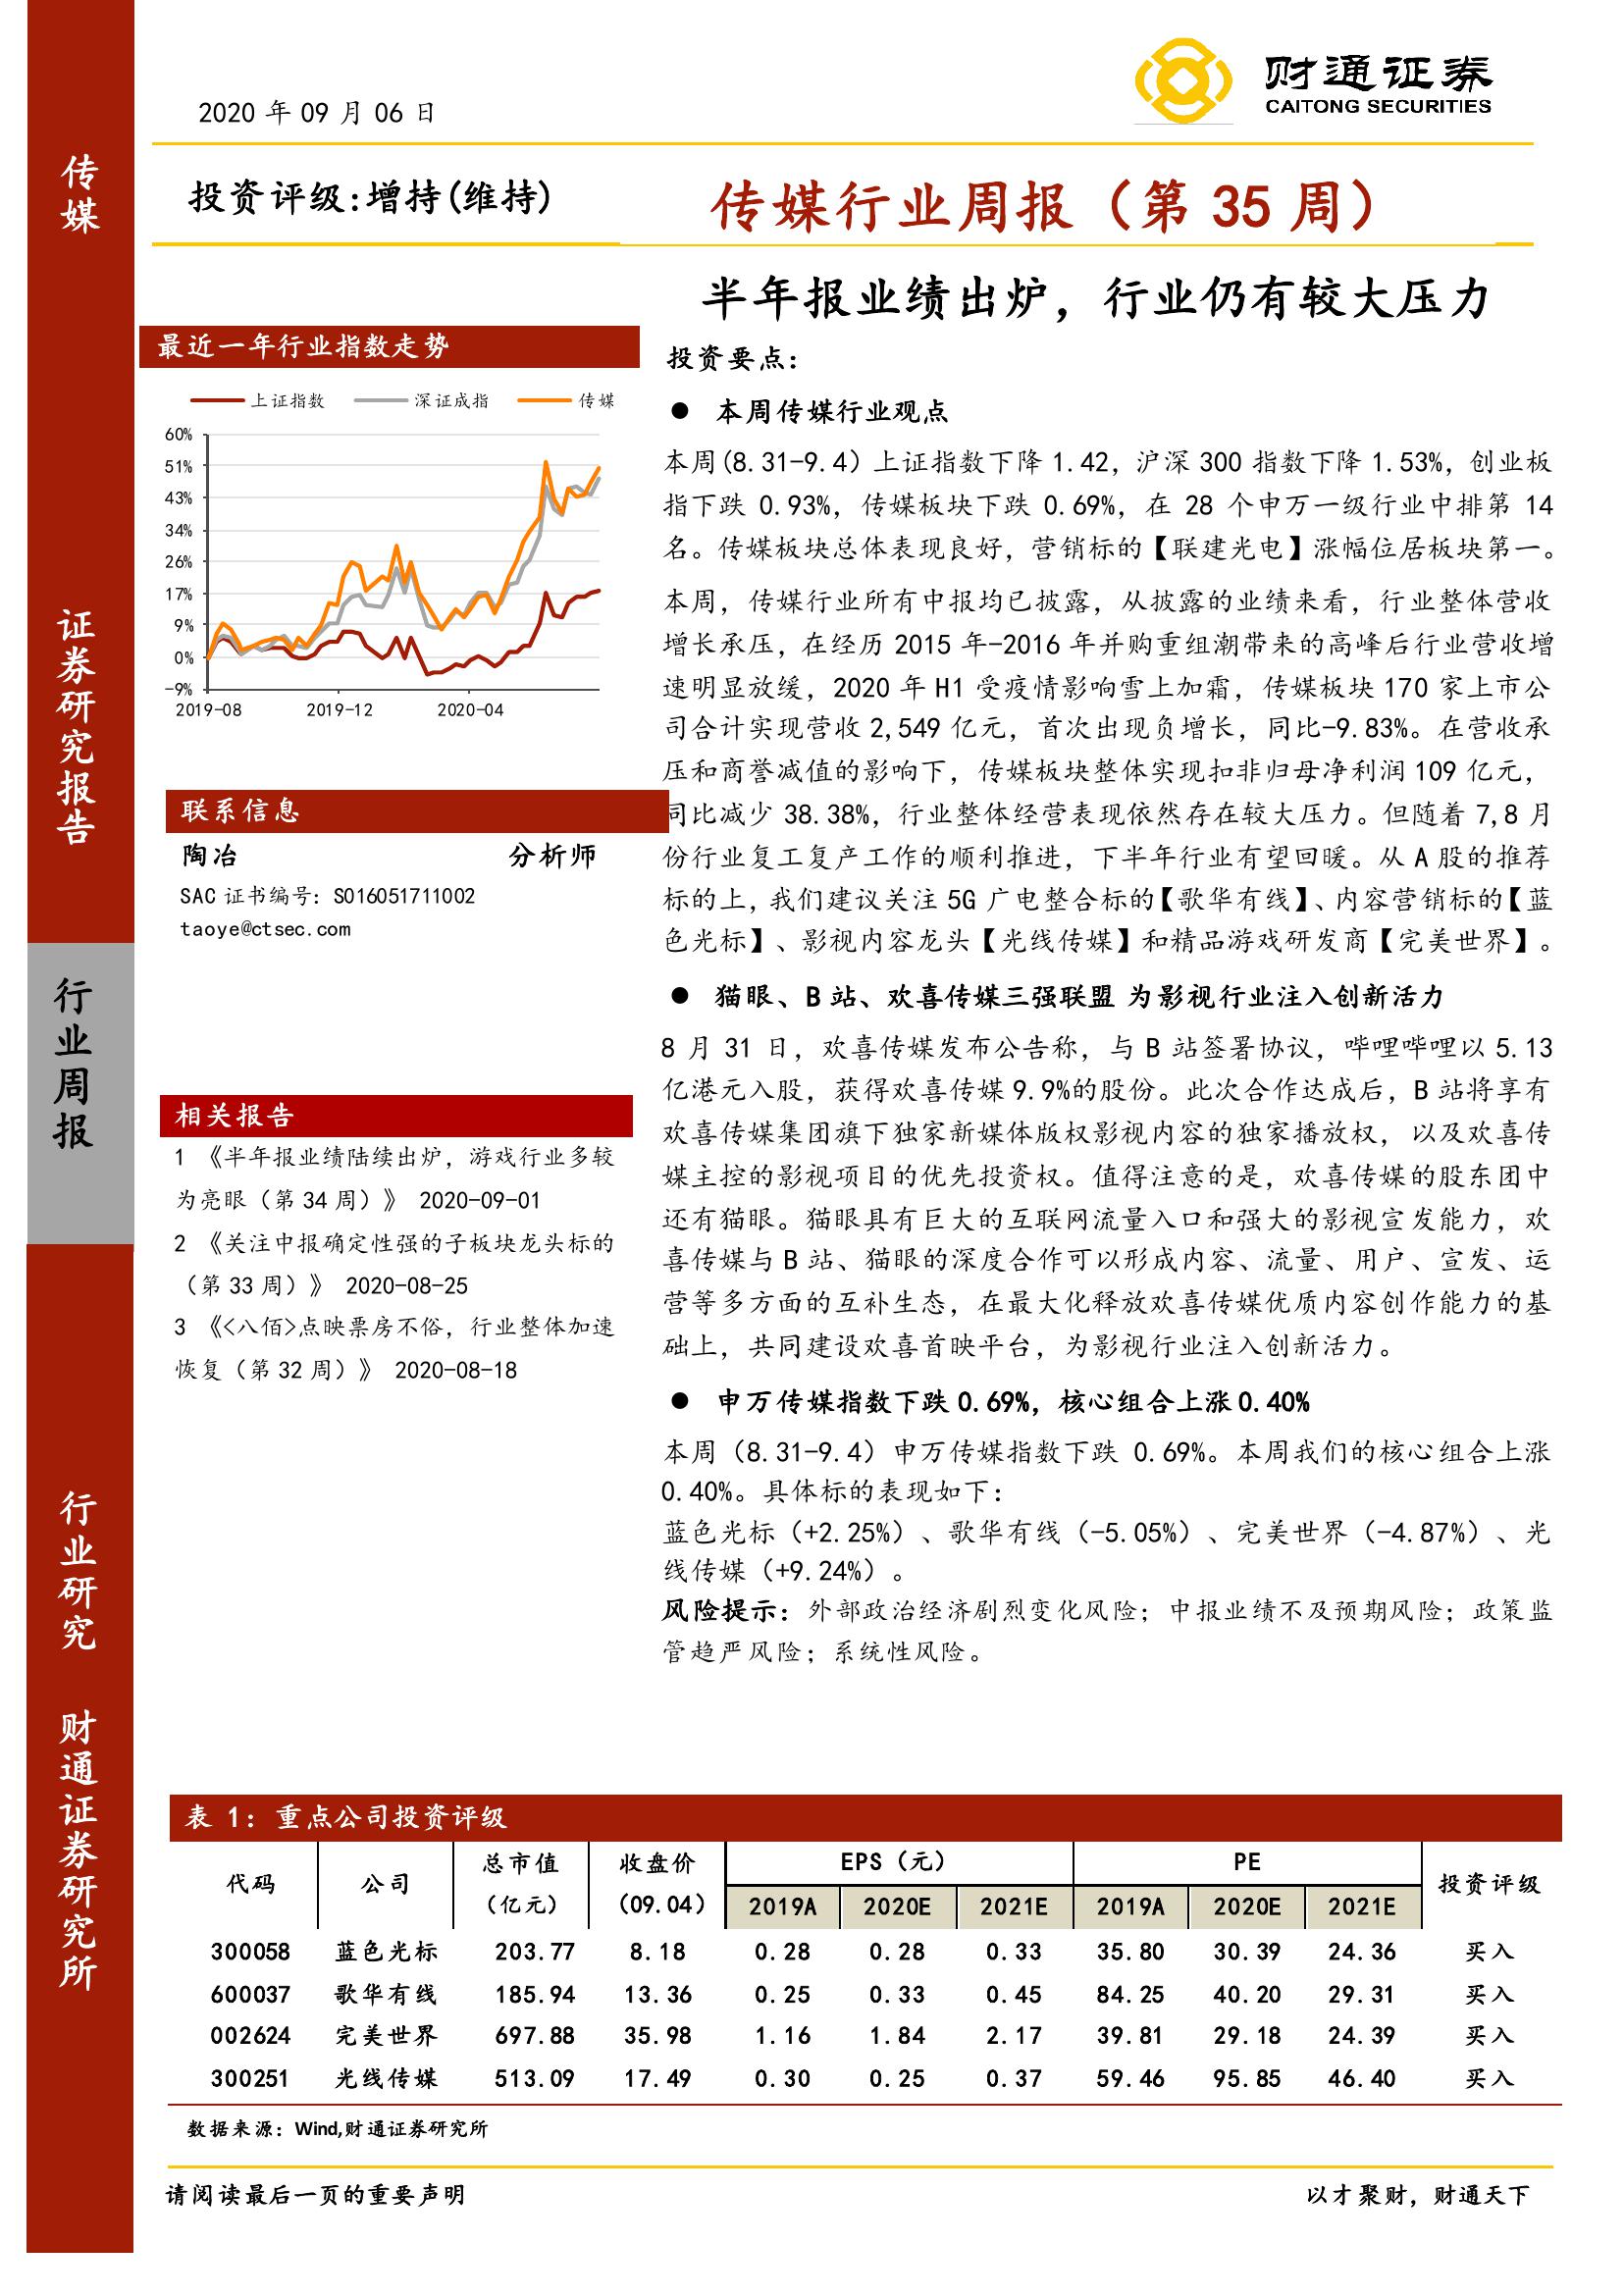 传媒
证券研究报告
行业周报
行业研究
财通证券研究所
2020 年 09 月 06 日
财通证券
CAITONG SECURITIES
投资评级:增持(维持)
传媒行业周报（第 35 周）
半年报业绩出炉，行业仍有较大压力
最近一年行业指数走势
上证指数 深证成指 传媒
60%
51%
43%
34%
26%
17%
9%
0%
-9%
2019-08 2019-12 2020-04
联系信息
陶冶 分析师
SAC 证书编号：S016051711002
taoye@ctsec.com
相关报告
1 《半年报业绩陆续出炉，游戏行业多较
为亮眼（第 34 周）》 2020-09-01
2 《关注中报确定性强的子板块龙头标的
（第 33 周）》 2020-08-25
3 《<八佰>点映票房不俗，行业整体加速
恢复（第 32 周）》 2020-08-18
投资要点：
● 本周传媒行业观点
本周(8.31-9.4) 上证指数下降 1.42，沪深 300 指数下降 1.53%，创业板
指下跌 0.93%，传媒板块下跌 0.69%，在 28 个申万一级行业中排第 14
名。传媒板块总体表现良好，营销标的【联建光电】涨幅位居板块第一。
本周，传媒行业所有中报均已披露，从披露的业绩来看，行业整体营收
增长承压，在经历 2015 年-2016 年并购重组潮带来的高峰后行业营收增
速明显放缓，2020 年 H1 受疫情影响雪上加霜，传媒板块 170 家上市公
司合计实现营收 2,549 亿元，首次出现负增长，同比-9.83%。在营收承
压和商誉减值的影响下，传媒板块整体实现扣非归母净利润 109 亿元，
同比减少 38.38%，行业整体经营表现依然存在较大压力。但随着 7,8 月
份行业复工复产工作的顺利推进，下半年行业有望回暖。从 A 股的推荐
标的上，我们建议关注 5G 广电整合标的【歌华有线】、内容营销标的【蓝
色光标】、影视内容龙头【光线传媒】和精品游戏研发商【完美世界】。
● 猫眼、B 站、欢喜传媒三强联盟 为影视行业注入创新活力
8 月 31 日，欢喜传媒发布公告称，与 B 站签署协议，哔哩哔哩以 5.13
亿港元入股，获得欢喜传媒 9.9%的股份。此次合作达成后，B 站将享有
欢喜传媒集团旗下独家新媒体版权影视内容的独家播放权，以及欢喜传
媒主控的影视项目的优先投资权。值得注意的是，欢喜传媒的股东团中
还有猫眼。猫眼具有巨大的互联网流量入口和强大的影视宣发能力，欢
喜传媒与 B 站、猫眼的深度合作可以形成内容、流量、用户、宣发、运
营等多方面的互补生态，在最大化释放欢喜传媒优质内容创作能力的基
础上，共同建设欢喜首映平台，为影视行业注入创新活力。
● 申万传媒指数下跌 0.69%，核心组合上涨 0.40%
本周（8.31-9.4）申万传媒指数下跌 0.69%。本周我们的核心组合上涨
0.40%。具体标的表现如下：
蓝色光标（+2.25%）、歌华有线（-5.05%）、完美世界（-4.87%）、光
线传媒（+9.24%）。
风险提示：外部政治经济剧烈变化风险；中报业绩不及预期风险；政策监
管趋严风险；系统性风险。
表 1：重点公司投资评级
代码 公司 总市值（亿元） 收盘价（09.04） EPS（元） PE 投资评级
2019A 2020E 2021E 2019A 2020E 2021E
300058 蓝色光标 203.77 8.18 0.28 0.28 0.33 35.80 30.39 24.36 买入
600037 歌华有线 185.94 13.36 0.25 0.33 0.45 84.25 40.20 29.31 买入
002624 完美世界 697.88 35.98 1.16 1.84 2.17 39.81 29.18 24.39 买入
300251 光线传媒 513.09 17.49 0.30 0.25 0.37 59.46 95.85 46.40 买入
数据来源：Wind,财通证券研究所
请阅读最后一页的重要声明 以才聚财，财通天下